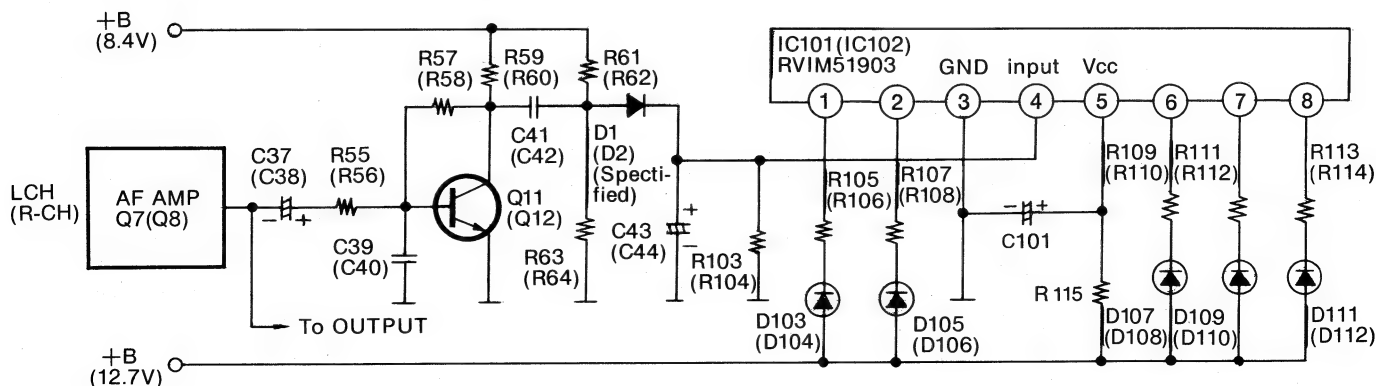 +B
(8.4V)
R57
(R58)
R59
(R60)
R61
(R62)
IC101(IC102)
RVIM51903
GND
input
Vcc
1
2
3
4
5
6
7
8
C41
(C42)
D1
(D2)
(Spectified)
LCH
(R-CH)
AF AMP
Q7(Q8)
C37
(C38)
- +
R55
(R56)
Q11
(Q12)
C39
(C40)
R63
(R64)
C43
(C44)
+
-
R103
(R104)
R105
(R106)
R107
(R108)
- +
C101
R109
(R110)
R111
(R112)
R113
(R114)
R115
D103
(D104)
D105
(D106)
D107
(D108)
D109
(D110)
D111
(D112)
To OUTPUT
+B
(12.7V)